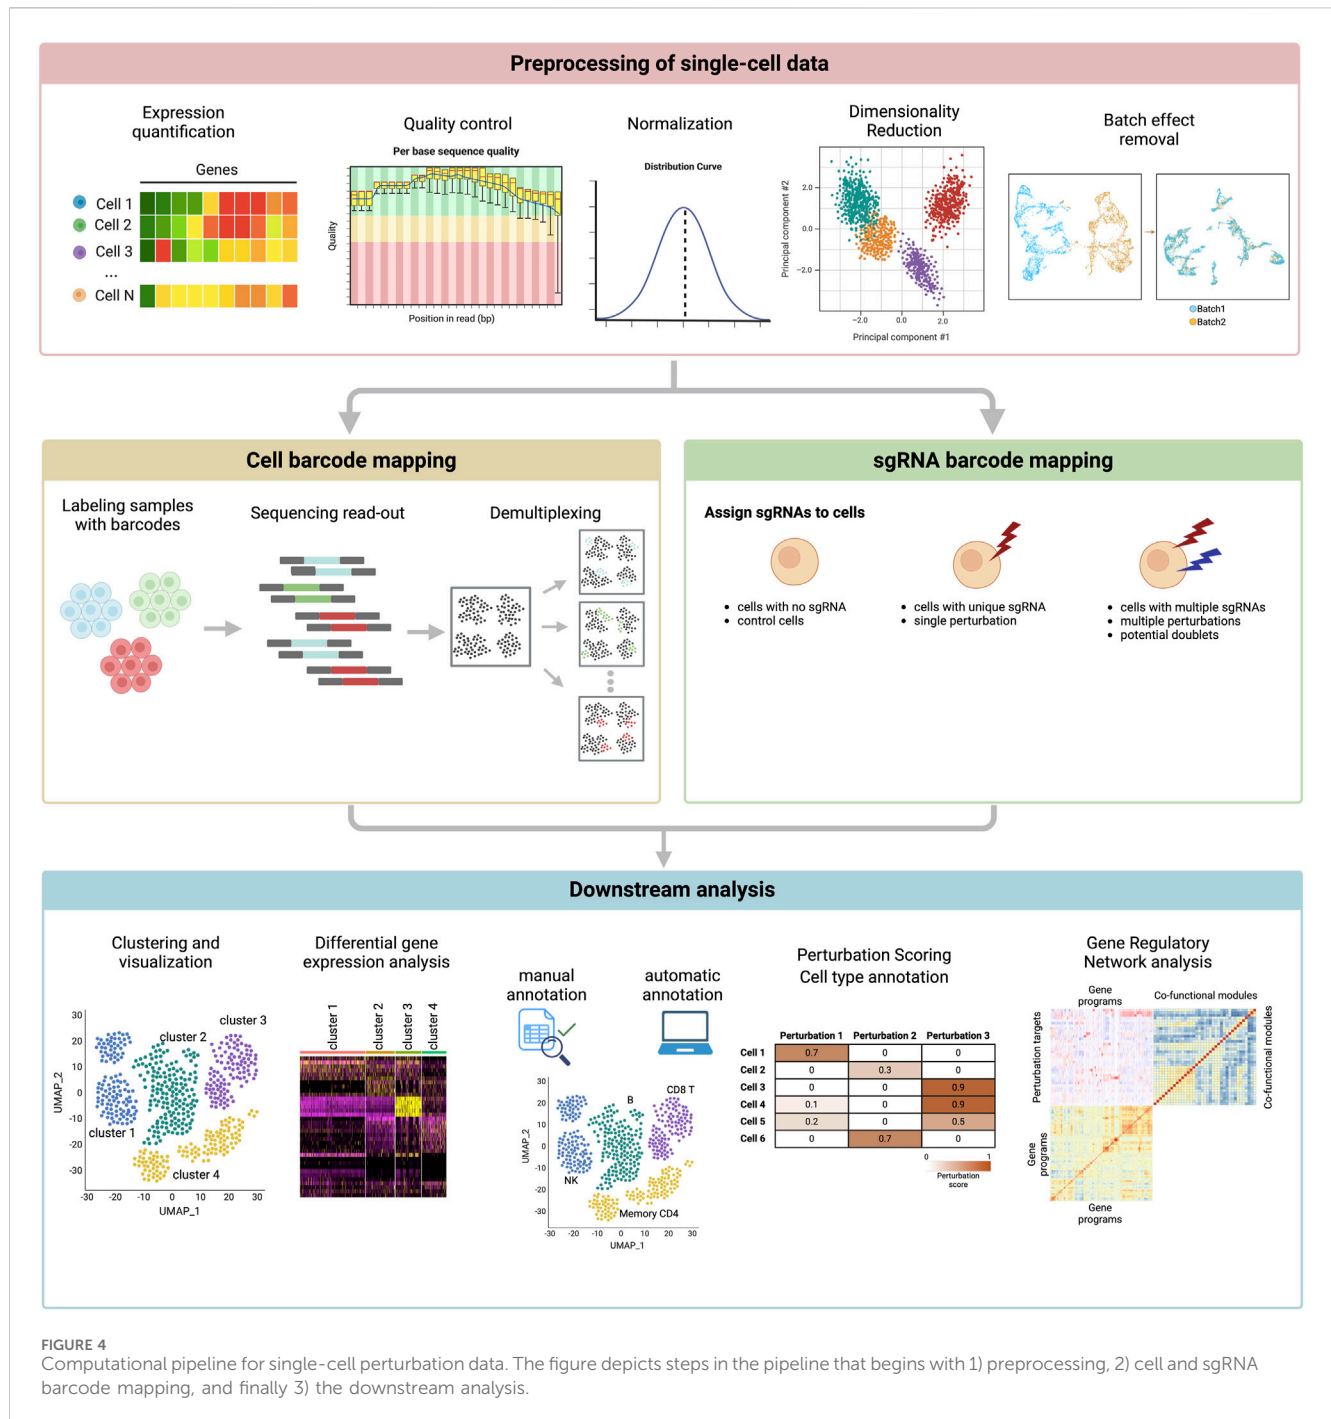 Preprocessing of single-cell data
Expression
quantification
Genes
Cell 1
Cell 2
Cell 3
...
Cell N
Quality control
Per base sequence quality
Quality
Position in read (bp)
Normalization
Distribution Curve
Dimensionality
Reduction
Principal component #2
2.0
0.0
−2.0
−2.0 0.0 2.0
Principal component #1
Batch effect
removal
Batch1
Batch2
Cell barcode mapping
Labeling samples
with barcodes
Sequencing read-out
Demultiplexing
sgRNA barcode mapping
Assign sgRNAs to cells
• cells with no sgRNA
• control cells
• cells with unique sgRNA
• single perturbation
• cells with multiple sgRNAs
• multiple perturbations
• potential doublets
Downstream analysis
Clustering and
visualization
UMAP_2
30
20
10
0
-10
-20
-30
cluster 3
cluster 2
cluster 1
cluster 4
-30 -20 -10 0 10 20 30
UMAP_1
Differential gene
expression analysis
cluster 1
cluster 2
cluster 3
cluster 4
manual
annotation
automatic
annotation
UMAP_2
30
20
10
0
-10
-20
-30
CD8 T
B
NK
Memory CD4
-30 -20 -10 0 10 20 30
UMAP_1
Perturbation Scoring
Cell type annotation
Perturbation 1 Perturbation 2 Perturbation 3
Cell 1 0.7 0 0
Cell 2 0 0.3 0
Cell 3 0 0 0.9
Cell 4 0.1 0 0.9
Cell 5 0.2 0 0.5
Cell 6 0 0.7 0
0 1
Perturbation
score
Gene Regulatory
Network analysis
Gene
programs
Co-functional modules
Perturbation targets
Co-functional modules
Gene
programs
Gene
programs
FIGURE 4
Computational pipeline for single-cell perturbation data. The figure depicts steps in the pipeline that begins with 1) preprocessing, 2) cell and sgRNA
barcode mapping, and finally 3) the downstream analysis.